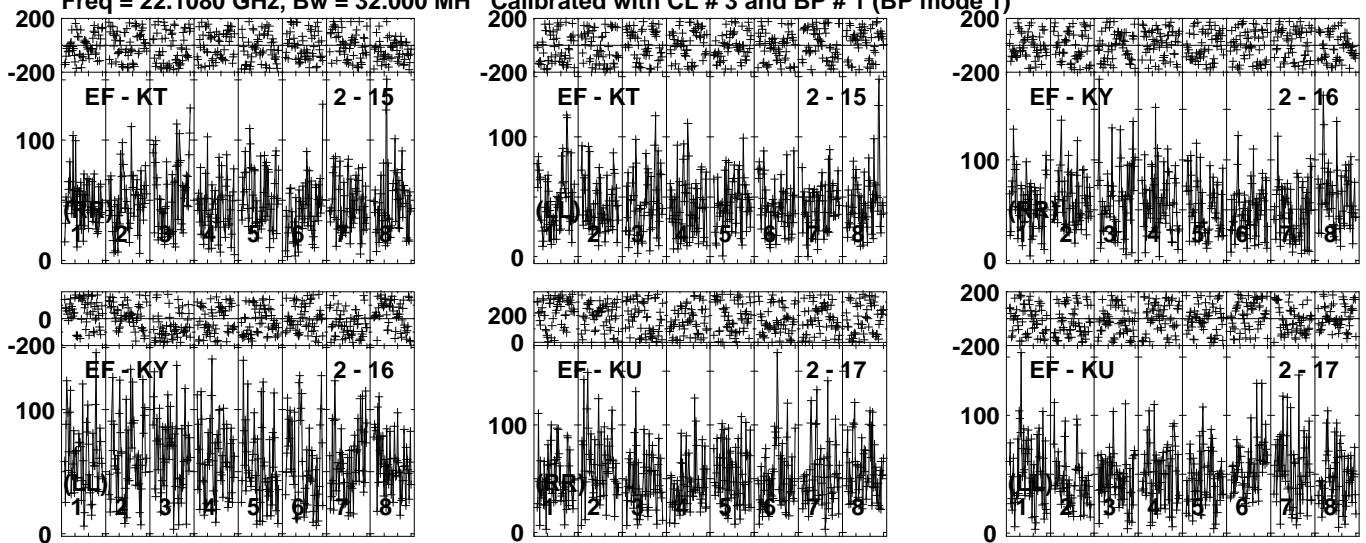 Freq = 22.1080 GHz, Bw = 32.000 MH Calibrated with CL # 3 and BP # 1 (BP mode 1)
200
-200
EF - KT 2 - 15
100
(RR)
1 2 3 4 5 6 7 8
0
EF - KT 2 - 15
100
(LL)
1 2 3 4 5 6 7 8
0
200
-200
EF - KY 2 - 16
100
(RR)
1 2 3 4 5 6 7 8
0
0
-200
EF - KY 2 - 16
100
(LL)
1 2 3 4 5 6 7 8
0
200
0
EF - KU 2 - 17
100
(RR)
1 2 3 4 5 6 7 8
0
200
-200
EF - KU 2 - 17
100
(LL)
1 2 3 4 5 6 7 8
0